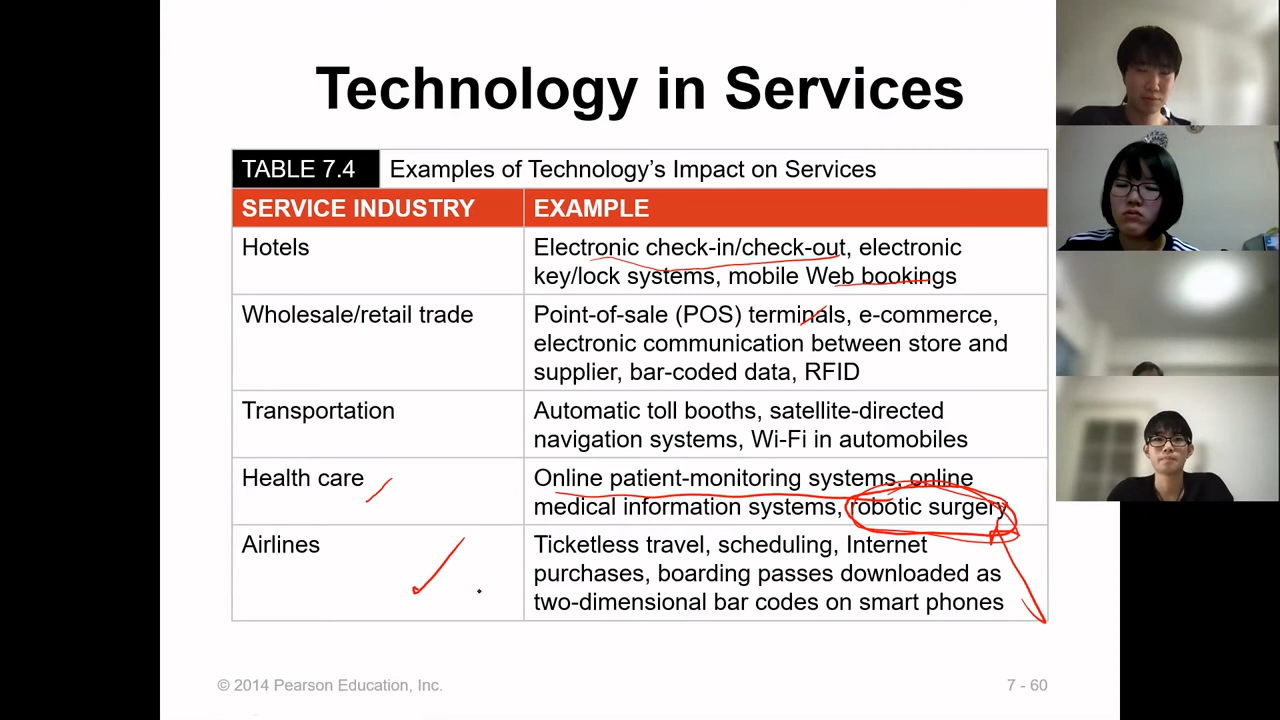 Technology in Services
TABLE 7.4 Examples of Technology's Impact on Services
SERVICE INDUSTRY EXAMPLE
Hotels Electronic check-in/check-out, electronic
key/lock systems, mobile Web bookings
Wholesale/retail trade Point-of-sale (POS) terminals, e-commerce,
electronic communication between store and
supplier, bar-coded data, RFID
Transportation Automatic toll booths, satellite-directed
navigation systems, Wi-Fi in automobiles
Health care Online patient-monitoring systems, online
medical information systems, robotic surgery
Airlines Ticketless travel, scheduling, Internet
purchases, boarding passes downloaded as
two-dimensional bar codes on smart phones
© 2014 Pearson Education, Inc. 7 - 60